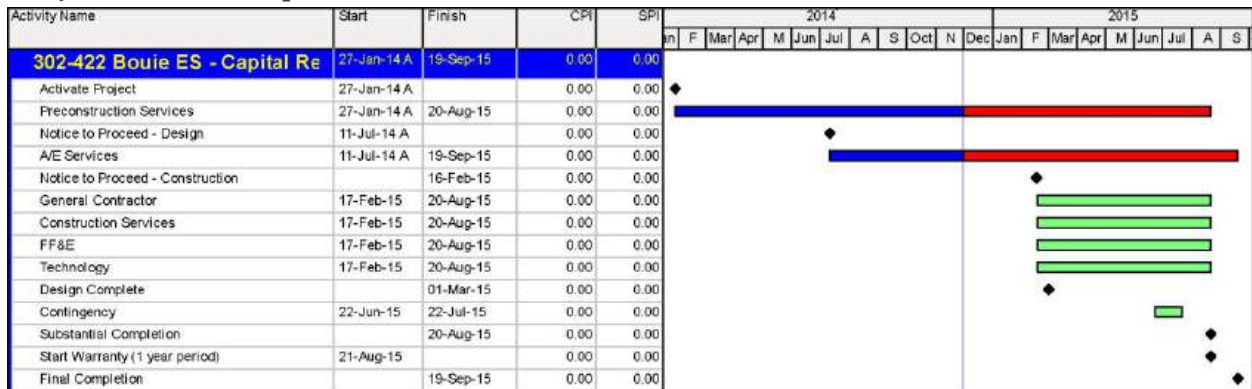 Activity Name Start Finish CPI SPI 2014 2015
an F Mar Apr M Jun Jul A S Oct N Dec Jan F Mar Apr M Jun Jul A S
302-422 Bouie ES - Capital Re 27-Jan-14 A 19-Sep-15 0.00 0.00
Activate Project 27-Jan-14 A 0.00 0.00
Preconstruction Services 27-Jan-14 A 20-Aug-15 0.00 0.00
Notice to Proceed - Design 11-Jul-14 A 0.00 0.00
A/E Services 11-Jul-14 A 19-Sep-15 0.00 0.00
Notice to Proceed - Construction 16-Feb-15 0.00 0.00
General Contractor 17-Feb-15 20-Aug-15 0.00 0.00
Construction Services 17-Feb-15 20-Aug-15 0.00 0.00
FF&E 17-Feb-15 20-Aug-15 0.00 0.00
Technology 17-Feb-15 20-Aug-15 0.00 0.00
Design Complete 01-Mar-15 0.00 0.00
Contingency 22-Jun-15 22-Jul-15 0.00 0.00
Substantial Completion 20-Aug-15 0.00 0.00
Start Warranty (1 year period) 21-Aug-15 0.00 0.00
Final Completion 19-Sep-15 0.00 0.00